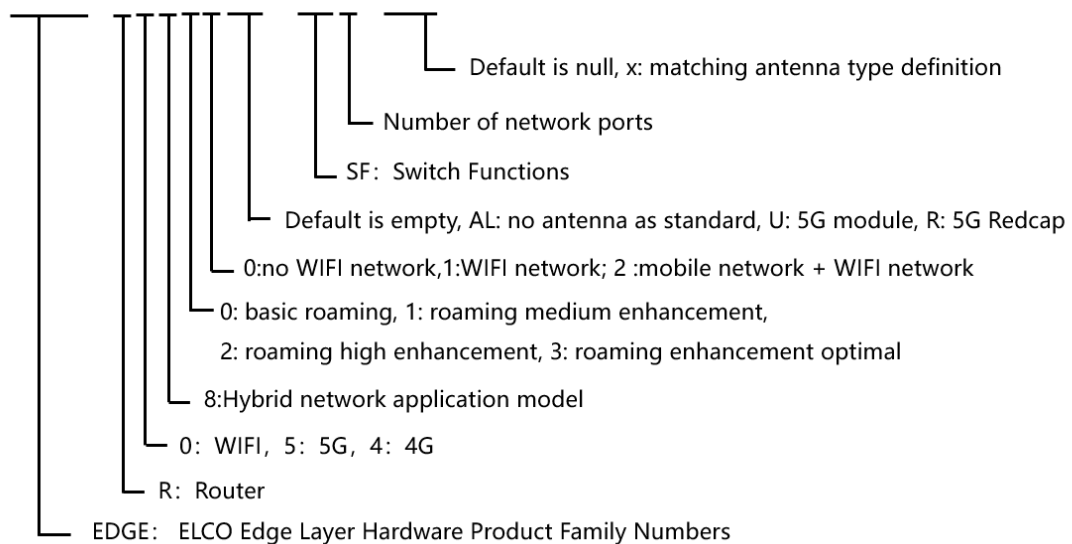 Default is null, x: matching antenna type definition
Number of network ports
SF： Switch Functions
Default is empty, AL: no antenna as standard, U: 5G module, R: 5G Redcap
0:no WIFI network,1:WIFI network; 2 :mobile network + WIFI network
0: basic roaming, 1: roaming medium enhancement,
2: roaming high enhancement, 3: roaming enhancement optimal
8:Hybrid network application model
0： WIFI， 5： 5G， 4： 4G
R： Router
EDGE： ELCO Edge Layer Hardware Product Family Numbers